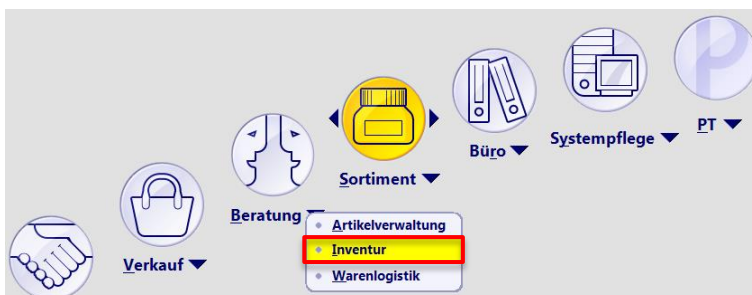 PT
Systempflege
Büro
Sortiment
Beratung
Artikelverwaltung
Inventur
Verkauf
Warenlogistik